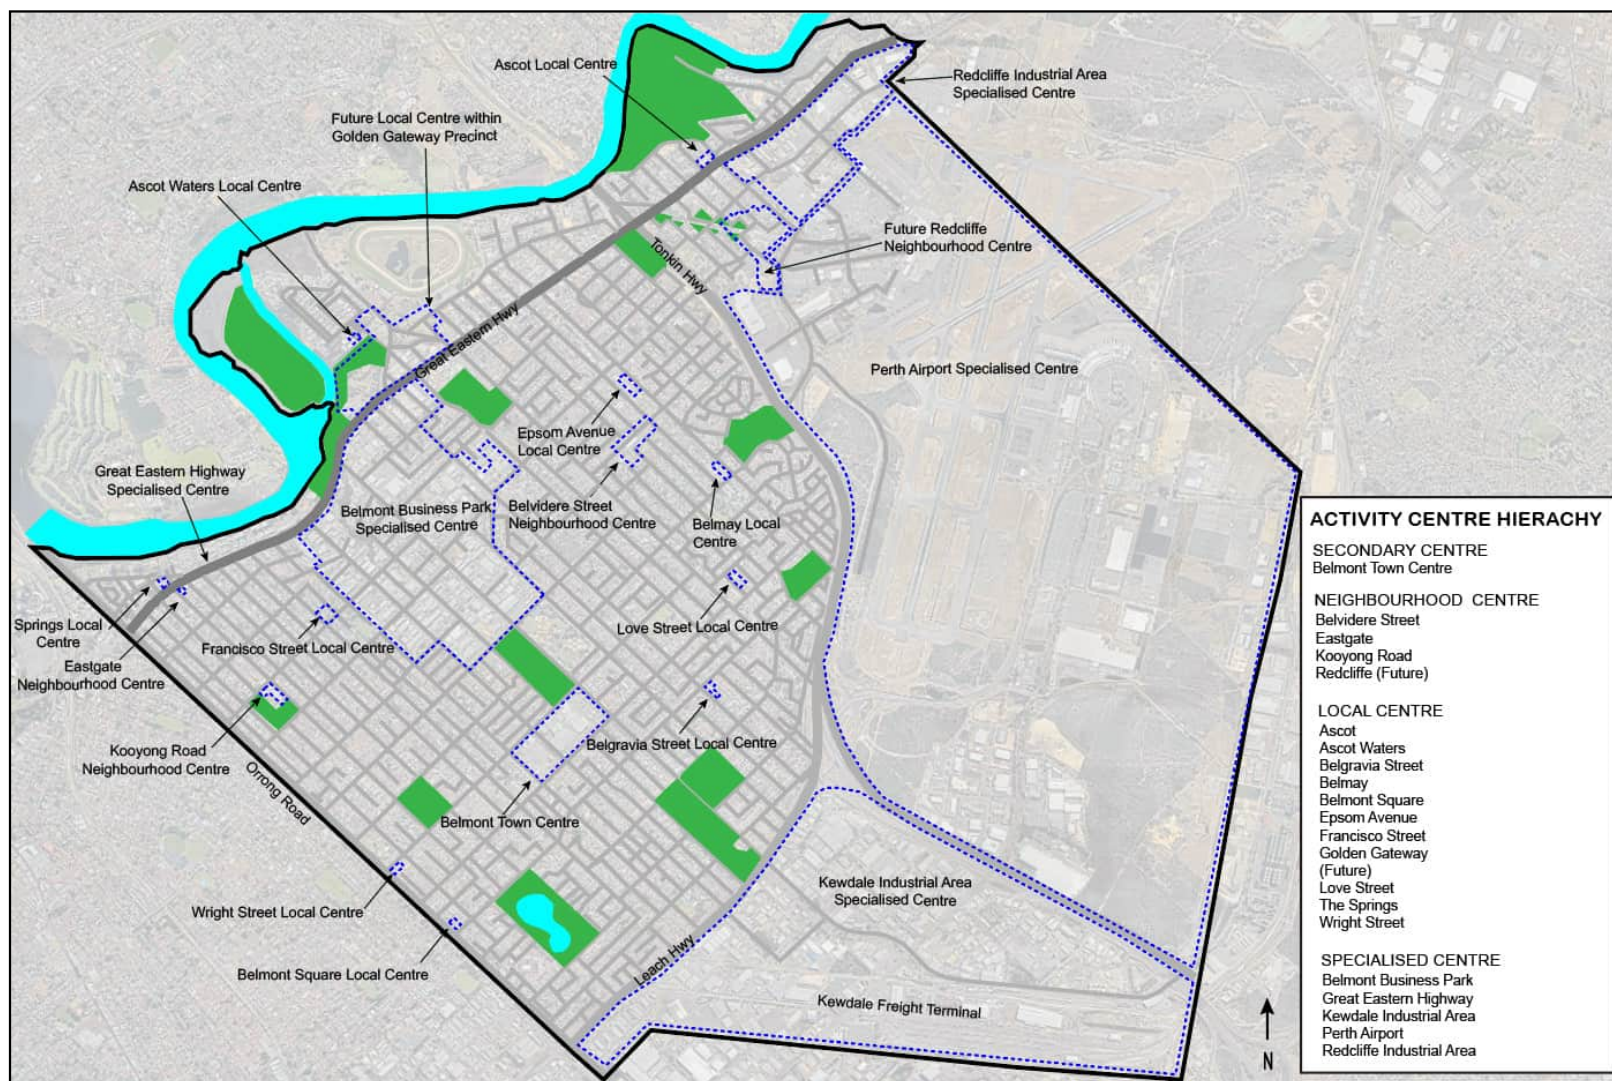 Ascot Local Centre
Redcliffe Industrial Area
Specialised Centre
Future Local Centre within
Golden Gateway Precinct
Ascot Waters Local Centre
Future Redcliffe
Neighbourhood Centre
Tonkin Hwy
Great Eastern Hwy
Perth Airport Specialised Centre
Epsom Avenue
Local Centre
Great Eastern Highway
Specialised Centre
Belmont Business Park
Specialised Centre
Belvidere Street
Neighbourhood Centre
Belmay Local
Centre
Springs Local
Centre
Love Street Local Centre
Francisco Street Local Centre
Eastgate
Neighbourhood Centre
Kooyong Road
Neighbourhood Centre
Belgravia Street Local Centre
Orrong Road
Belmont Town Centre
Kewdale Industrial Area
Specialised Centre
Wright Street Local Centre
Leach Hwy
Belmont Square Local Centre
Kewdale Freight Terminal
N
ACTIVITY CENTRE HIERACHY
SECONDARY CENTRE
Belmont Town Centre
NEIGHBOURHOOD CENTRE
Belvidere Street
Eastgate
Kooyong Road
Redcliffe (Future)
LOCAL CENTRE
Ascot
Ascot Waters
Belgravia Street
Belmay
Belmont Square
Epsom Avenue
Francisco Street
Golden Gateway
(Future)
Love Street
The Springs
Wright Street
SPECIALISED CENTRE
Belmont Business Park
Great Eastern Highway
Kewdale Industrial Area
Perth Airport
Redcliffe Industrial Area